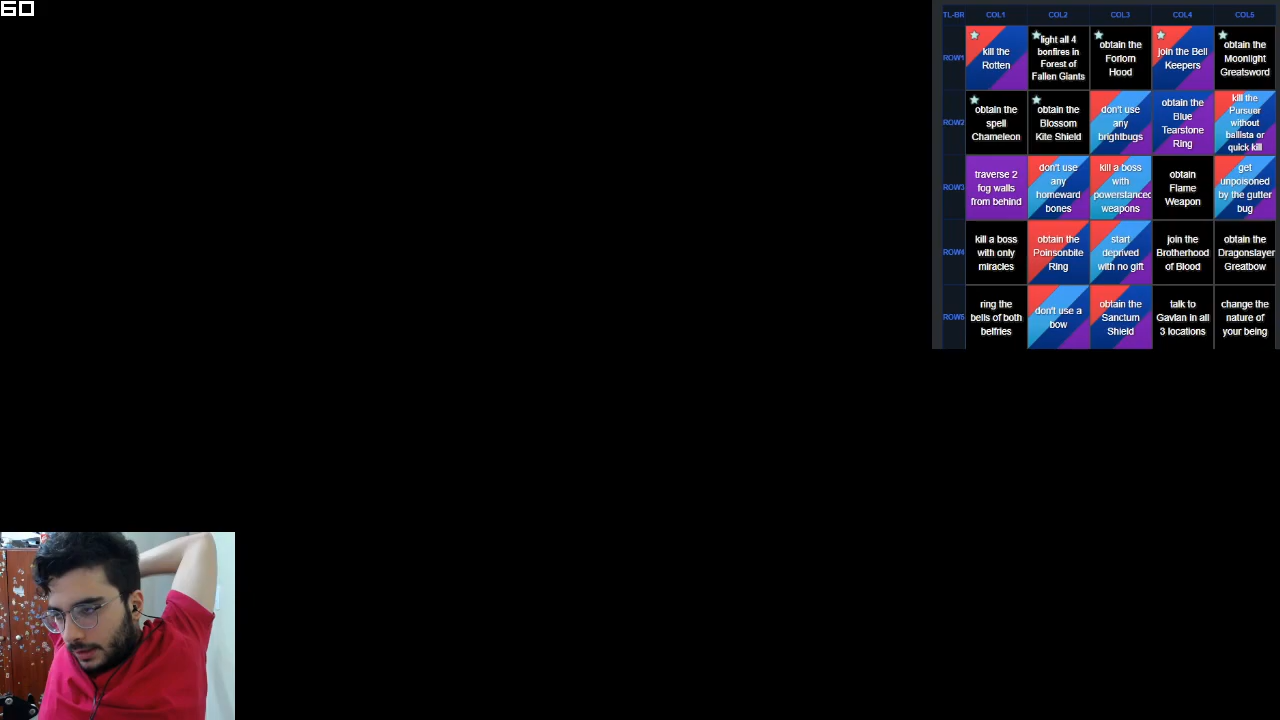 60
TL-BR COL1 COL2 COL3 COL4 COL5
ROW1
kill the
Rotten
light all 4
bonfires in
Forest of
Fallen Giants
obtain the
Forlorn
Hood
join the Bell
Keepers
obtain the
Moonlight
Greatsword
ROW2
obtain the
spell
Chameleon
obtain the
Blossom
Kite Shield
don't use
any
brightbugs
obtain the
Blue
Tearstone
Ring
kill the
Pursuer
without
ballista or
quick kill
ROW3
traverse 2
fog walls
from behind
don't use
any
homeward
bones
kill a boss
with
powerstanced
weapons
obtain
Flame
Weapon
get
unpoisoned
by the gutter
bug
ROW4
kill a boss
with only
miracles
obtain the
Poinsonbite
Ring
start
deprived
with no gift
join the
Brotherhood
of Blood
obtain the
Dragonslayer
Greatbow
ROW5
ring the
bells of both
belfries
don't use a
bow
obtain the
Sanctum
Shield
talk to
Gavlan in all
3 locations
change the
nature of
your being